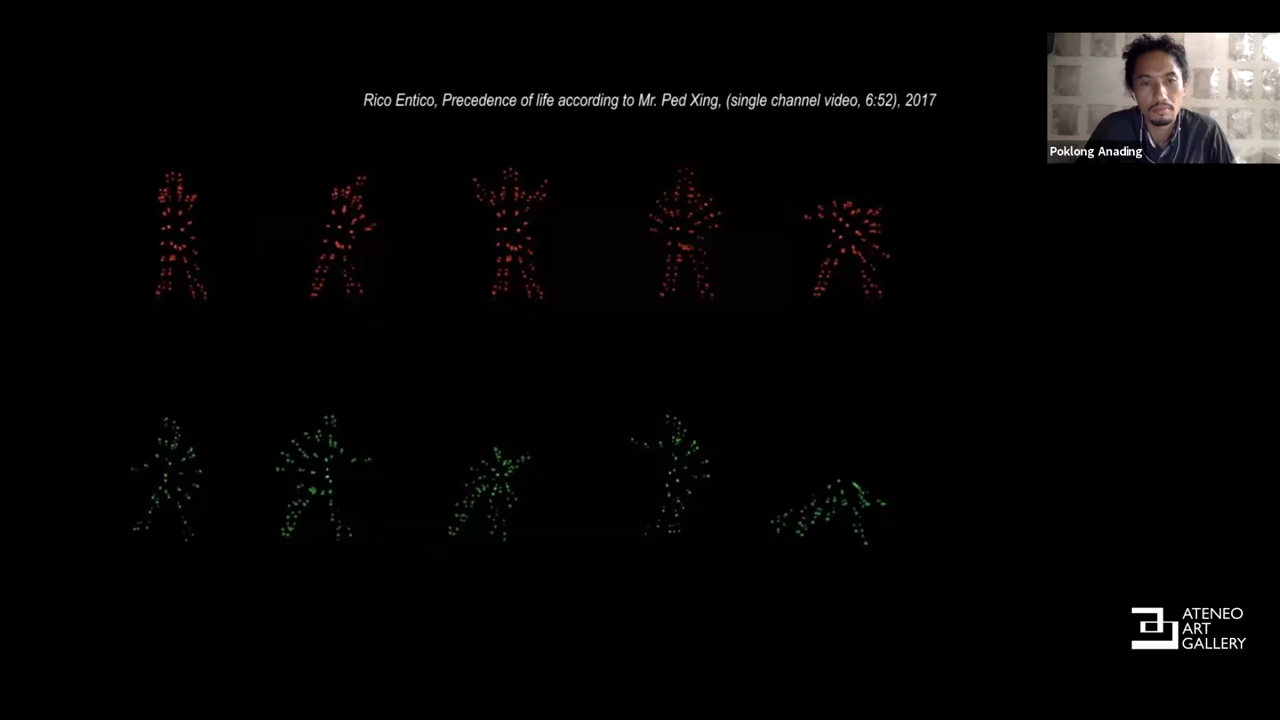 Rico Entico, Precedence of life according to Mr. Ped Xing, (single channel video, 6:52), 2017
Poklong Anading
ATENEO
ART
GALLERY